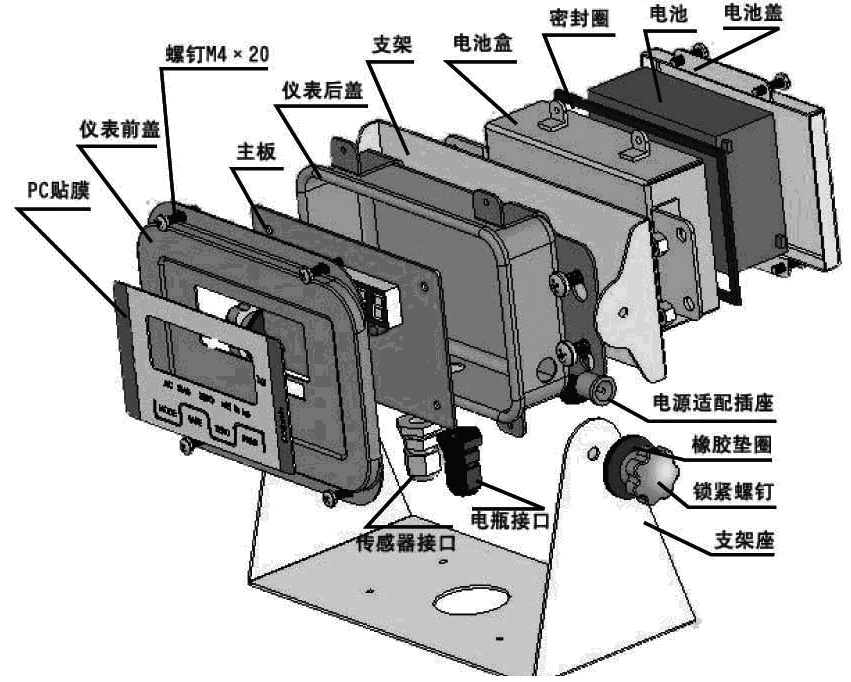 电池盖
电池
密封圈
电池盒
支架
螺钉M4×20
仪表后盖
仪表前盖
主板
PC贴膜
电源适配插座
橡胶垫圈
锁紧螺钉
支架座
电瓶接口
传感器接口
MODE
ZERO